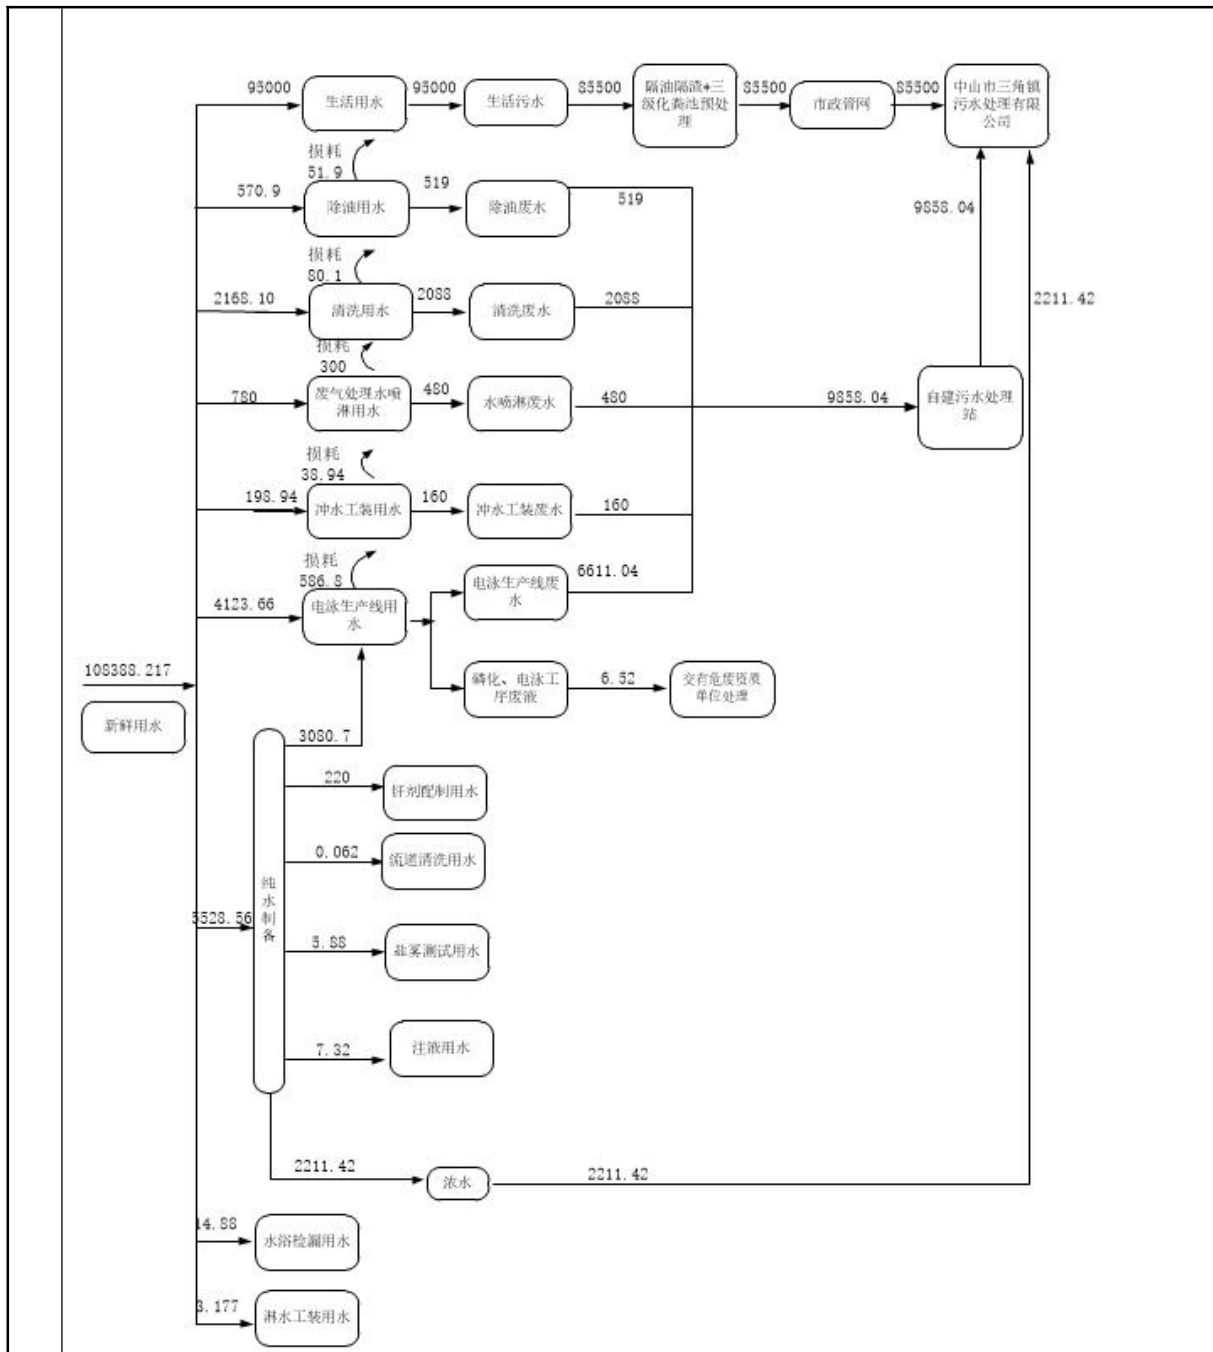 95000
生活用水
95000
生活污水
85500
隔油隔渣+三
级化粪池预处
理
85500
市政管网
85500
中山市三角镇
污水处理有限
公司
损耗
51.9
570.9
除油用水
519
除油废水
519
9858.04
损耗
80.1
2168.10
清洗用水
2088
清洗废水
2088
2211.42
损耗
300
780
废气处理水喷
淋用水
480
水喷淋废水
480
9858.04
自建污水处理
站
损耗
38.94
198.94
冲水工装用水
160
冲水工装废水
160
损耗
586.8
4123.66
电泳生产线用
水
电泳生产线废
水
6611.04
108388.217
新鲜用水
磷化、电泳工
序废液
6.52
交有危废资质
单位处理
3080.7
220
钎剂配制用水
0.062
流道清洗用水
5528.56
纯
水
制
备
5.88
盐雾测试用水
7.32
注液用水
2211.42
浓水
2211.42
14.88
水浴检漏用水
3.177
淋水工装用水